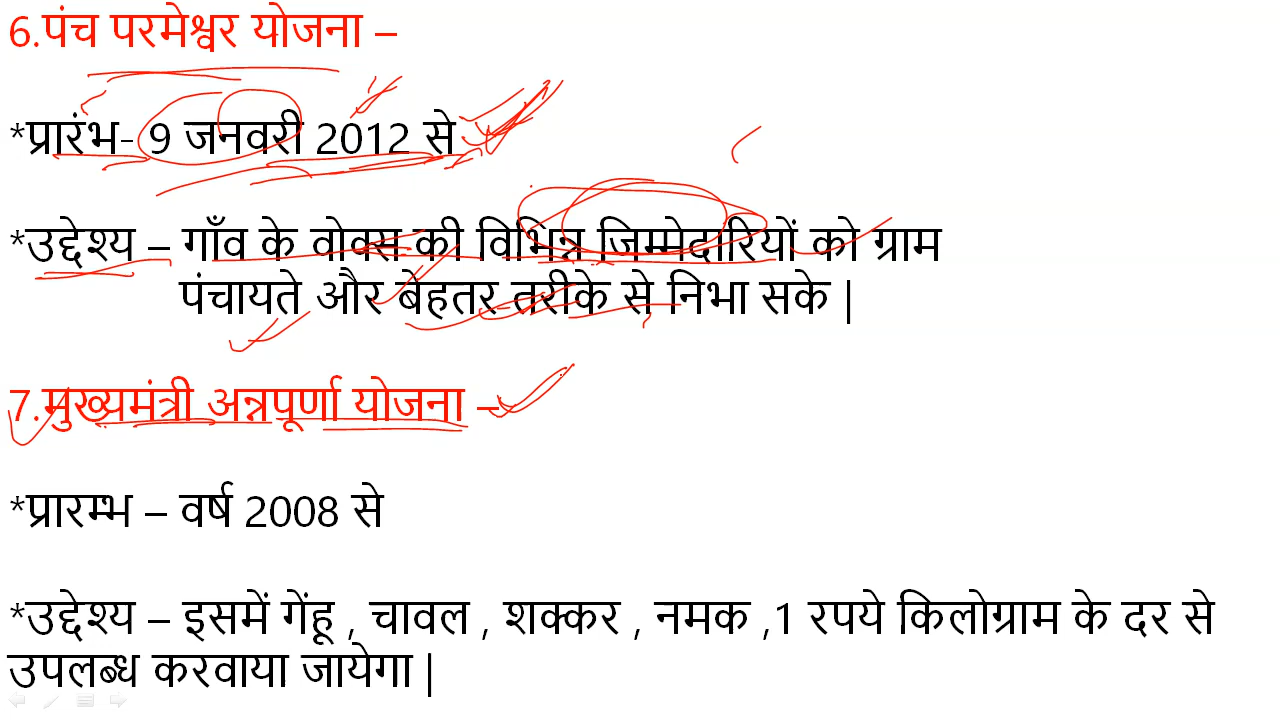 6.पंच परमेश्वर योजना –
*प्रारंभ- 9 जनवरी 2012 से
*उद्देश्य – गाँव के वोक्स की विभिन्न जिम्मेदारियों को ग्राम
पंचायते और बेहतर तरीके से निभा सके |
7.मुख्यमंत्री अन्नपूर्णा योजना –
*प्रारम्भ – वर्ष 2008 से
*उद्देश्य – इसमें गेंहू , चावल , शक्कर , नमक ,1 रपये किलोग्राम के दर से
उपलब्ध करवाया जायेगा |